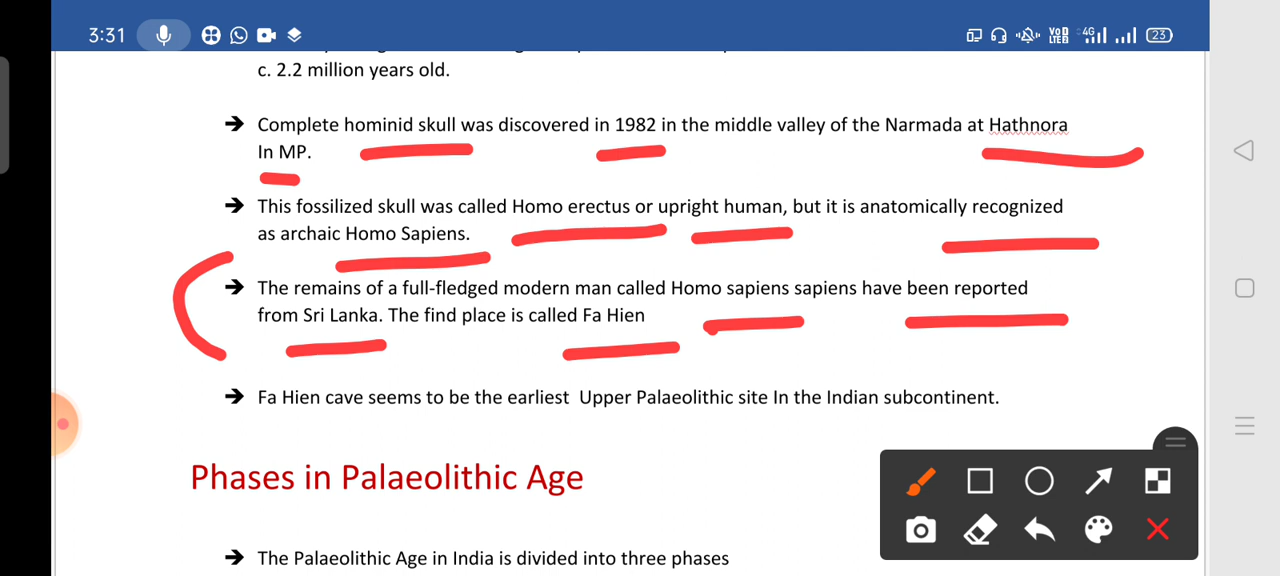 3:31
VoD LTED 4G 23
c. 2.2 million years old.
→ Complete hominid skull was discovered in 1982 in the middle valley of the Narmada at Hathnora
In MP.
→ This fossilized skull was called Homo erectus or upright human, but it is anatomically recognized
as archaic Homo Sapiens.
→ The remains of a full-fledged modern man called Homo sapiens sapiens have been reported
from Sri Lanka. The find place is called Fa Hien
→ Fa Hien cave seems to be the earliest Upper Palaeolithic site In the Indian subcontinent.
Phases in Palaeolithic Age
→ The Palaeolithic Age in India is divided into three phases